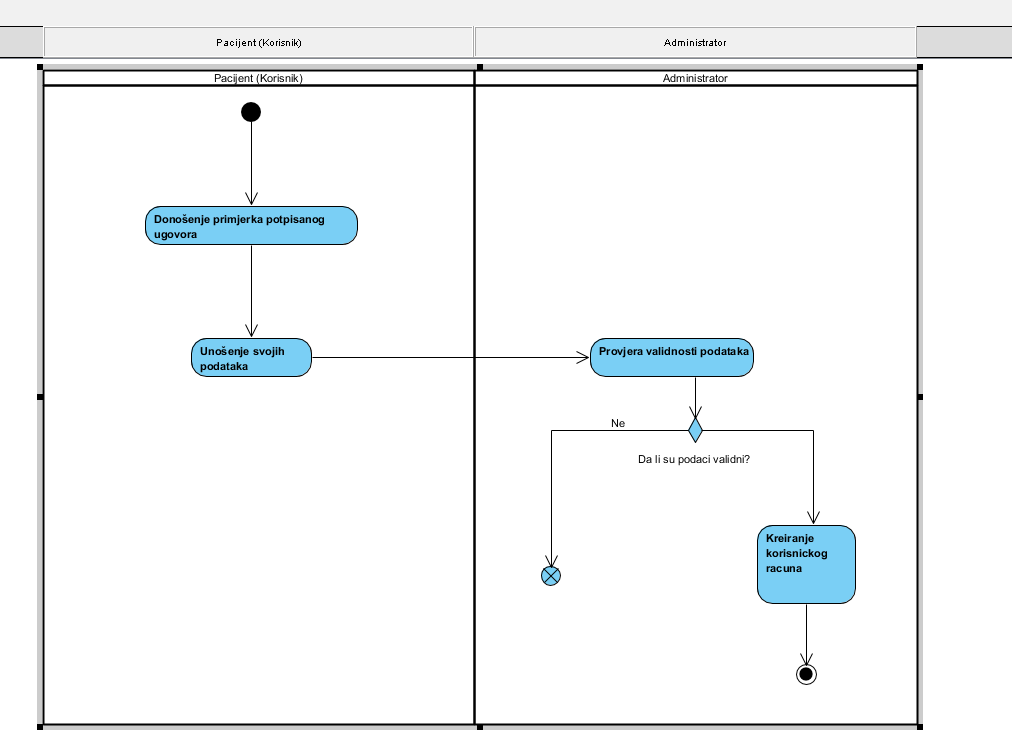 Pacijent (Korisnik)
Administrator
Pacijent (Korisnik)
Administrator
Donošenje primjerka potpisanog
ugovora
Unošenje svojih
podataka
Provjera validnosti podataka
Ne
Da li su podaci validni?
Kreiranje
korisnickog
racuna